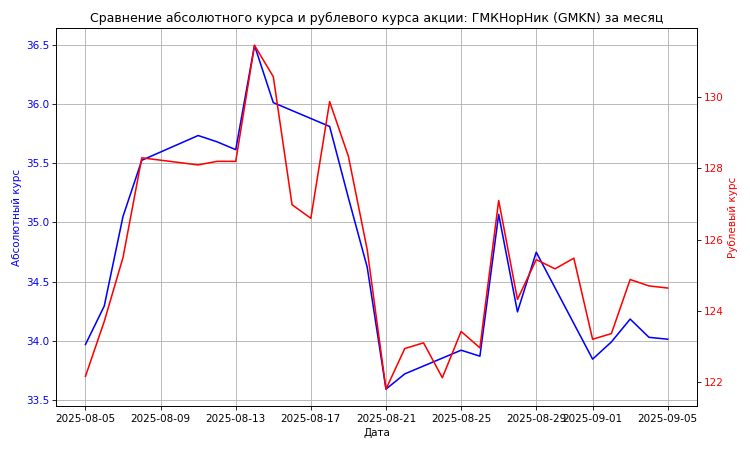 Сравнение абсолютного курса и рублевого курса акции: ГМКНорНик (GMKN) за месяц
36.5
36.0
35.5
35.0
34.5
34.0
33.5
Абсолютный курс
130
128
126
124
122
Рублевый курс
2025-08-05 2025-08-09 2025-08-13 2025-08-17 2025-08-21 2025-08-25 2025-08-29 2025-09-01 2025-09-05
Дата